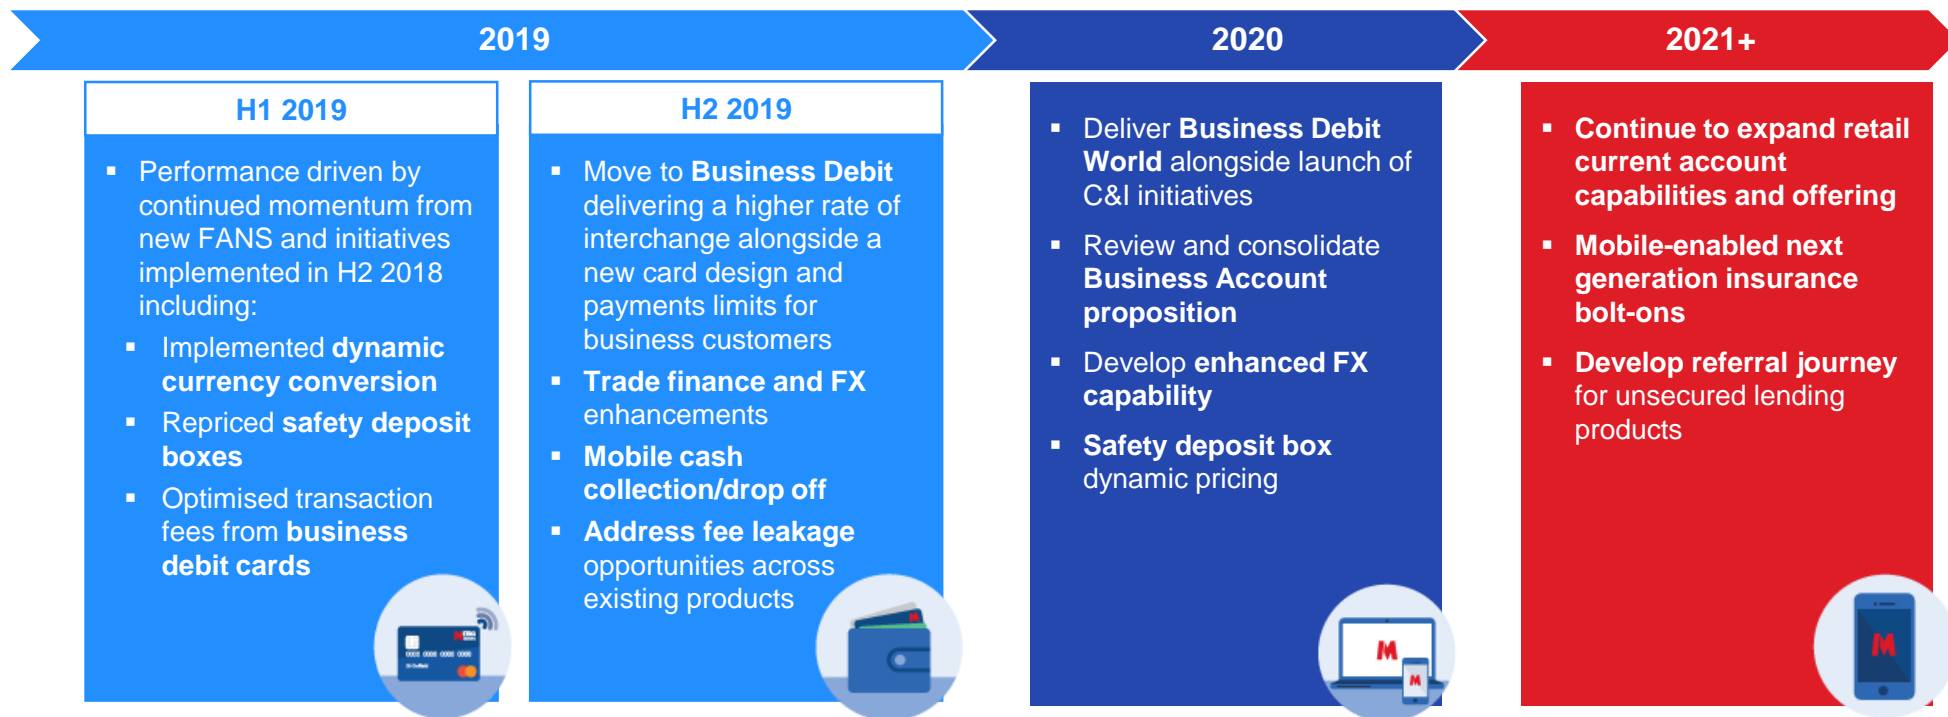 2019
2020
2021+
H1 2019
▪ Performance driven by
continued momentum from
new FANS and initiatives
implemented in H2 2018
including:
▪ Implemented dynamic
currency conversion
▪ Repriced safety deposit
boxes
▪ Optimised transaction
fees from business
debit cards
H2 2019
▪ Move to Business Debit
delivering a higher rate of
interchange alongside a
new card design and
payments limits for
business customers
▪ Trade finance and FX
enhancements
▪ Mobile cash
collection/drop off
▪ Address fee leakage
opportunities across
existing products
▪ Deliver Business Debit
World alongside launch of
C&I initiatives
▪ Review and consolidate
Business Account
proposition
▪ Develop enhanced FX
capability
▪ Safety deposit box
dynamic pricing
▪ Continue to expand retail
current account
capabilities and offering
▪ Mobile-enabled next
generation insurance
bolt-ons
▪ Develop referral journey
for unsecured lending
products
M
M
M